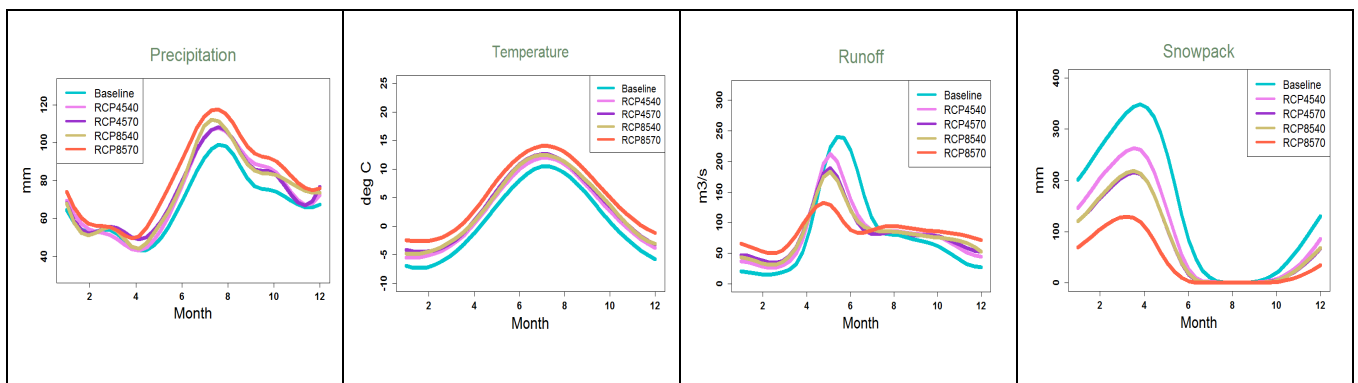 Precipitation
Baseline
RCP4540
RCP4570
RCP8540
RCP8570
mm
120
100
80
60
40
2 4 6 8 10 12
Month
Temperature
Baseline
RCP4540
RCP4570
RCP8540
RCP8570
deg C
25
20
15
10
5
0
-5
-10
2 4 6 8 10 12
Month
Runoff
Baseline
RCP4540
RCP4570
RCP8540
RCP8570
m3/s
300
250
200
150
100
50
0
2 4 6 8 10 12
Month
Snowpack
Baseline
RCP4540
RCP4570
RCP8540
RCP8570
mm
400
300
200
100
0
2 4 6 8 10 12
Month